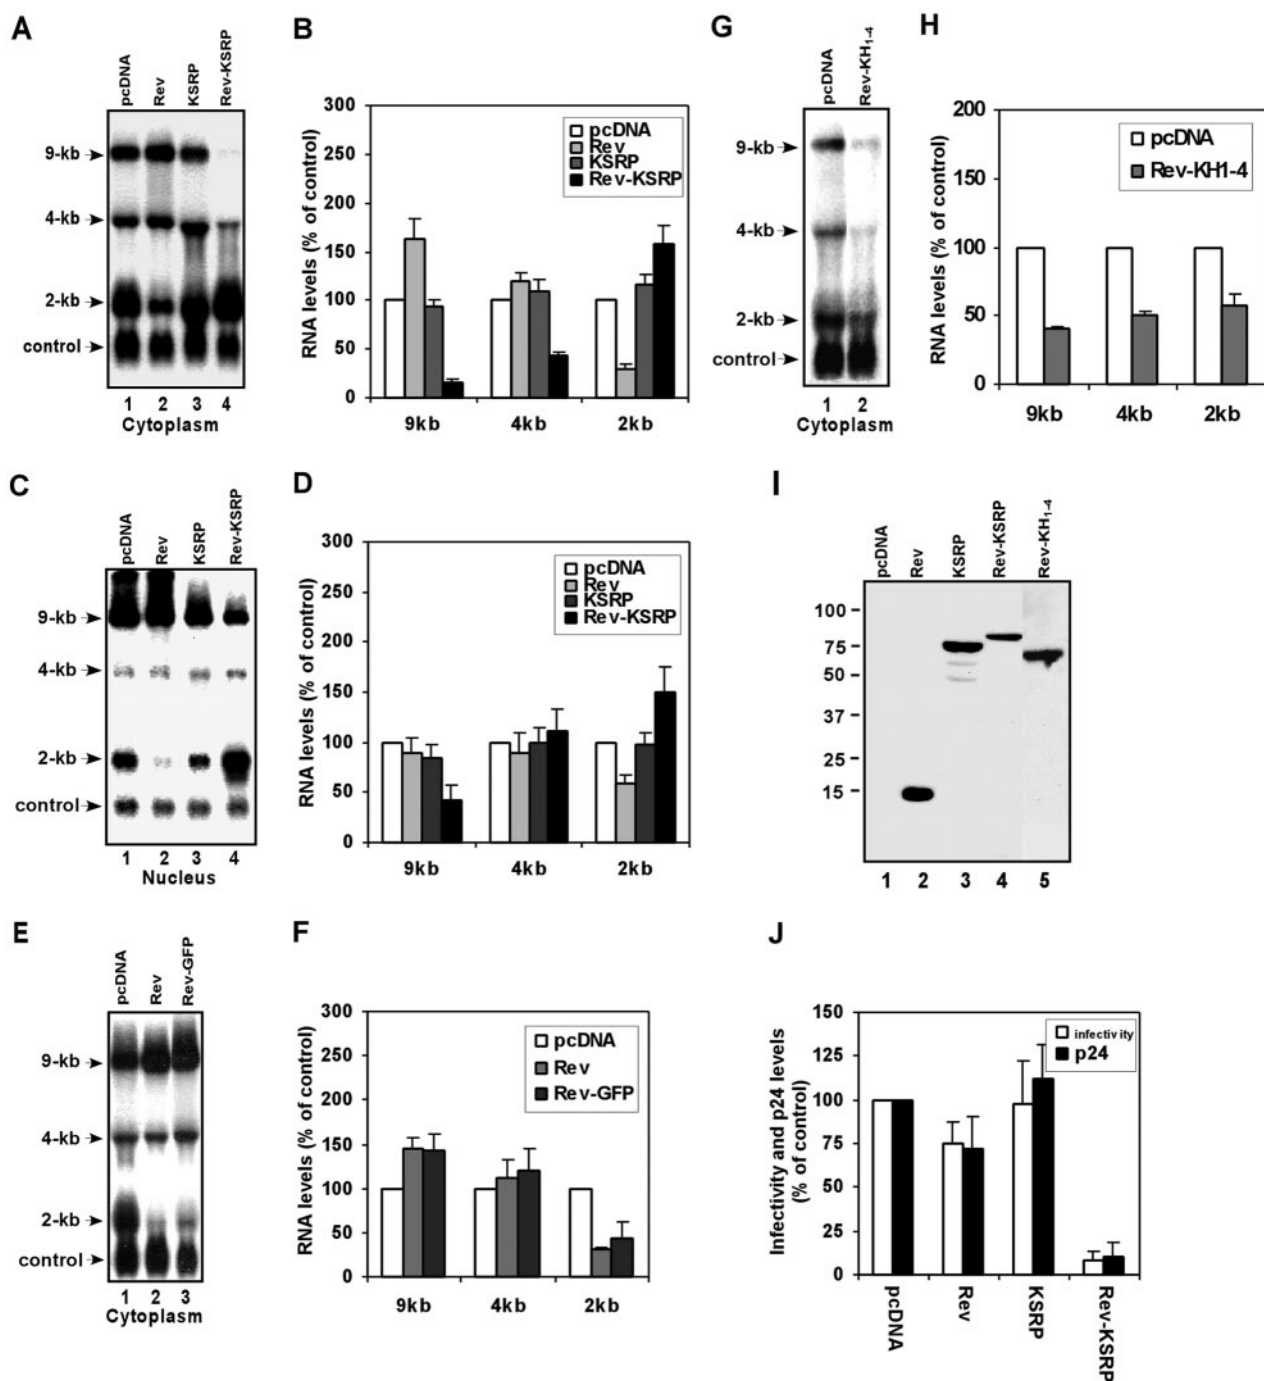 A
pcDNA
Rev
KSRP
Rev-KSRP
9-kb
4-kb
2-kb
control
1 2 3 4
Cytoplasm
B
RNA levels (% of control)
300
250
200
150
100
50
0
pcDNA
Rev
KSRP
Rev-KSRP
9kb 4kb 2kb
G
pcDNA
Rev-KH1-4
9-kb
4-kb
2-kb
control
1 2
Cytoplasm
H
RNA levels (% of control)
200
150
100
50
0
pcDNA
Rev-KH1-4
9kb 4kb 2kb
C
pcDNA
Rev
KSRP
Rev-KSRP
9-kb
4-kb
2-kb
control
1 2 3 4
Nucleus
D
RNA levels (% of control)
300
250
200
150
100
50
0
pcDNA
Rev
KSRP
Rev-KSRP
9kb 4kb 2kb
I
pcDNA
Rev
KSRP
Rev-KSRP
Rev-KH1-4
100
75
50
37
25
15
1 2 3 4 5
E
pcDNA
Rev
Rev-GFP
9-kb
4-kb
2-kb
control
1 2 3
Cytoplasm
F
RNA levels (% of control)
300
250
200
150
100
50
0
pcDNA
Rev
Rev-GFP
9kb 4kb 2kb
J
Infectivity and p24 levels
(% of control)
150
125
100
75
50
25
0
infectivity
p24
pcDNA
Rev
KSRP
Rev-KSRP